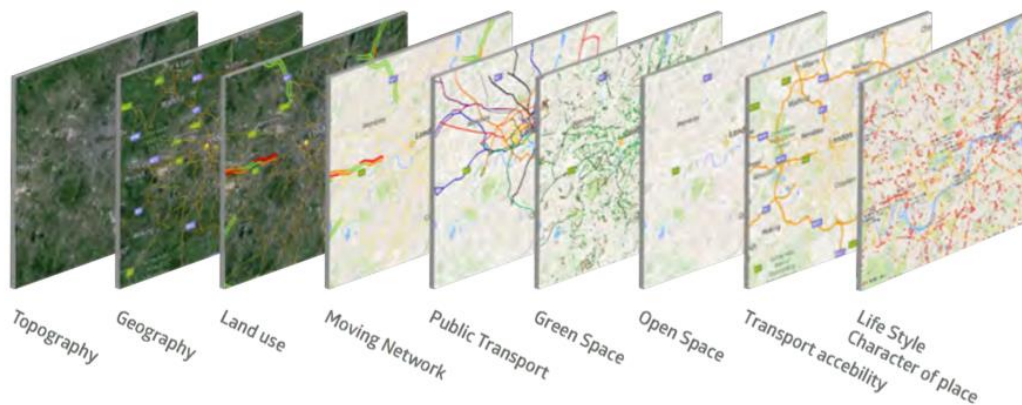 Topography
Geography
Land use
Moving Network
Public Transport
Green Space
Open Space
Transport accebility
Life Style
Character of place